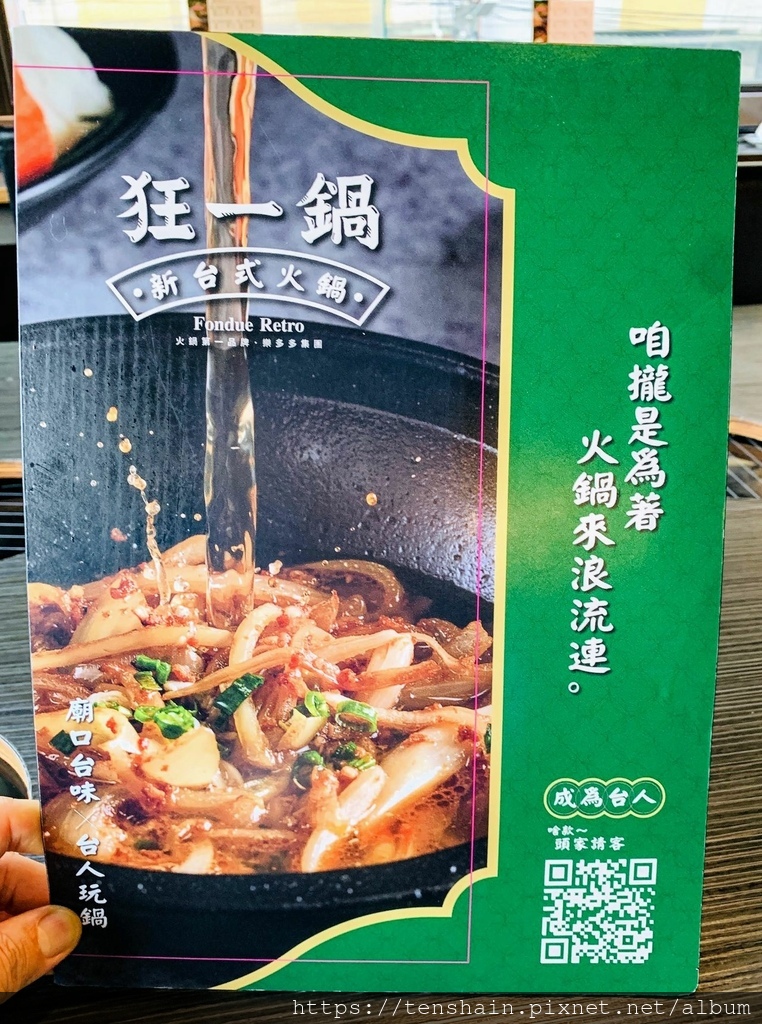 狂一鍋
·新台式火鍋·
Fondue Retro
火鍋第一品牌、樂多多集團
咱攏是為著
火鍋來浪流連。
廟口台味×台人玩鍋
成為台人
啥款～
頭家請客
https://tenshain.pixnet.net/album